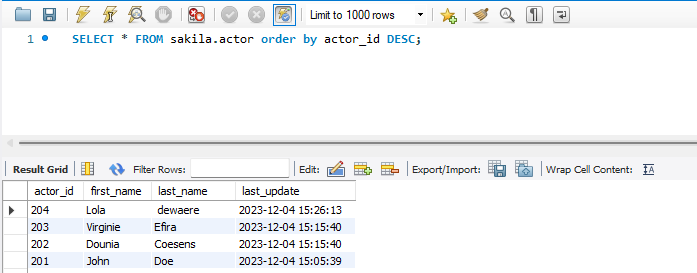 Limit to 1000 rows
1 SELECT * FROM sakila.actor order by actor_id DESC;
Result Grid Filter Rows: Edit: Export/Import: Wrap Cell Content:
actor_id first_name last_name last_update
204 Lola dewaere 2023-12-04 15:26:13
203 Virginie Efira 2023-12-04 15:15:40
202 Dounia Coesens 2023-12-04 15:15:40
201 John Doe 2023-12-04 15:05:39